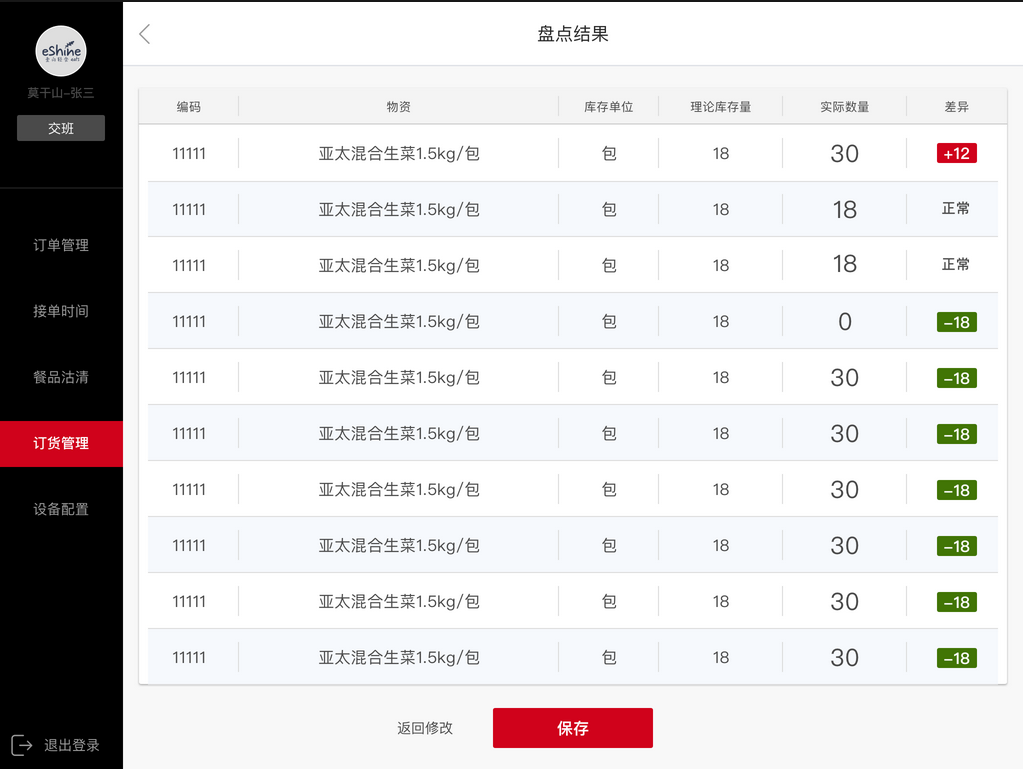 盘点结果
eShine
莫干山-张三
交班
订单管理
接单时间
餐品沽清
订货管理
设备配置
退出登录
编码 物资 库存单位 理论库存量 实际数量 差异
11111 亚太混合生菜1.5kg/包 包 18 30 +12
11111 亚太混合生菜1.5kg/包 包 18 18 正常
11111 亚太混合生菜1.5kg/包 包 18 18 正常
11111 亚太混合生菜1.5kg/包 包 18 0 -18
11111 亚太混合生菜1.5kg/包 包 18 30 -18
11111 亚太混合生菜1.5kg/包 包 18 30 -18
11111 亚太混合生菜1.5kg/包 包 18 30 -18
11111 亚太混合生菜1.5kg/包 包 18 30 -18
11111 亚太混合生菜1.5kg/包 包 18 30 -18
11111 亚太混合生菜1.5kg/包 包 18 30 -18
返回修改 保存